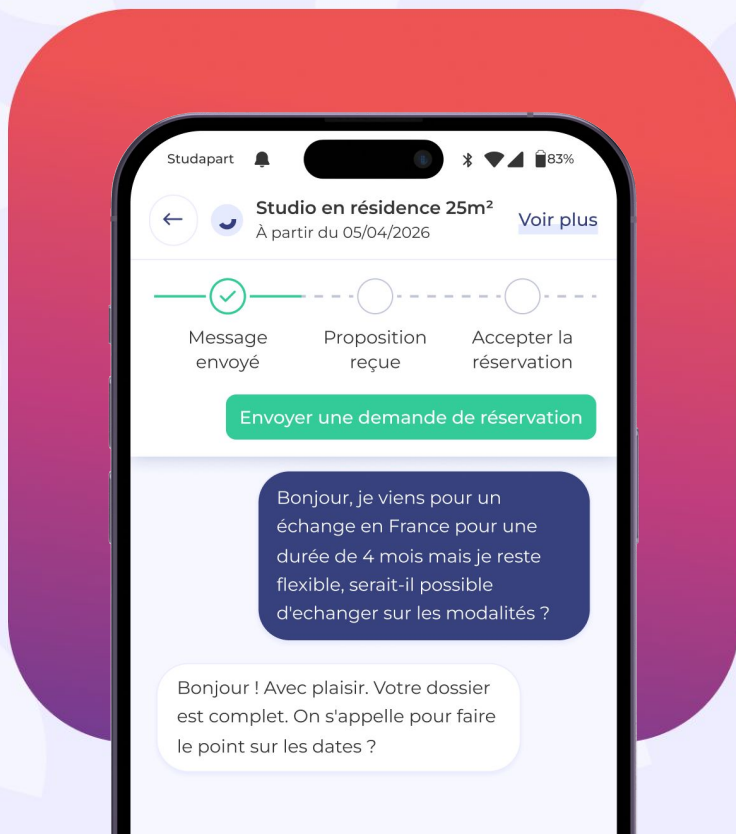 Studapart
83%
Studio en résidence 25m²
À partir du 05/04/2026
Voir plus
Message
envoyé
Proposition
reçue
Accepter la
réservation
Envoyer une demande de réservation
Bonjour, je viens pour un
échange en France pour une
durée de 4 mois mais je reste
flexible, serait-il possible
d'echanger sur les modalités ?
Bonjour ! Avec plaisir. Votre dossier
est complet. On s'appelle pour faire
le point sur les dates ?